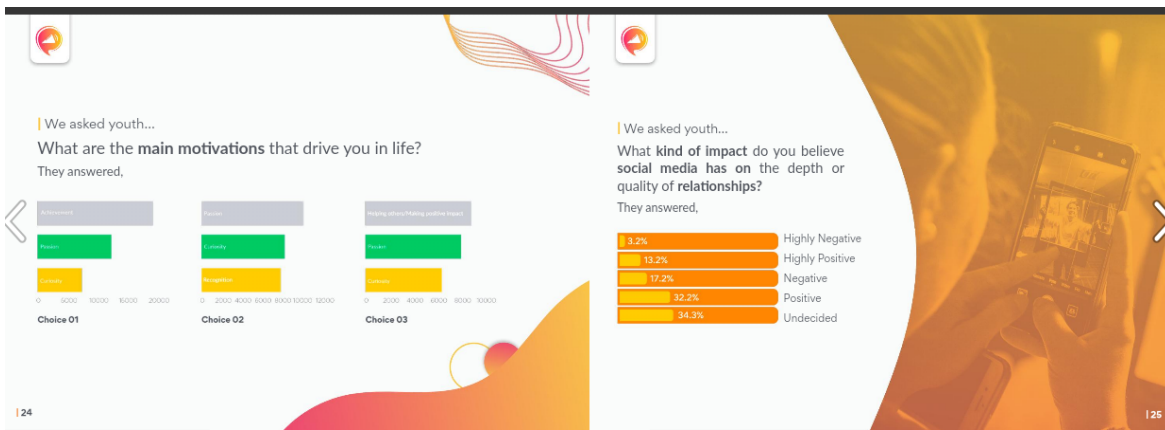 We asked youth...
What are the main motivations that drive you in life?
They answered,
Achievement
Passion
Curiosity
0 5000 10000 15000 20000
Choice 01
Passion
Curiosity
Recognition
0 2000 4000 6000 8000 10000 12000
Choice 02
Helping others/Making positive impact
Passion
0 2000 4000 6000 8000 10000
Choice 03
24
We asked youth...
What kind of impact do you believe
social media has on the depth or
quality of relationships?
They answered,
3.2% Highly Negative
13.2% Highly Positive
17.2% Negative
32.2% Positive
34.3% Undecided
25